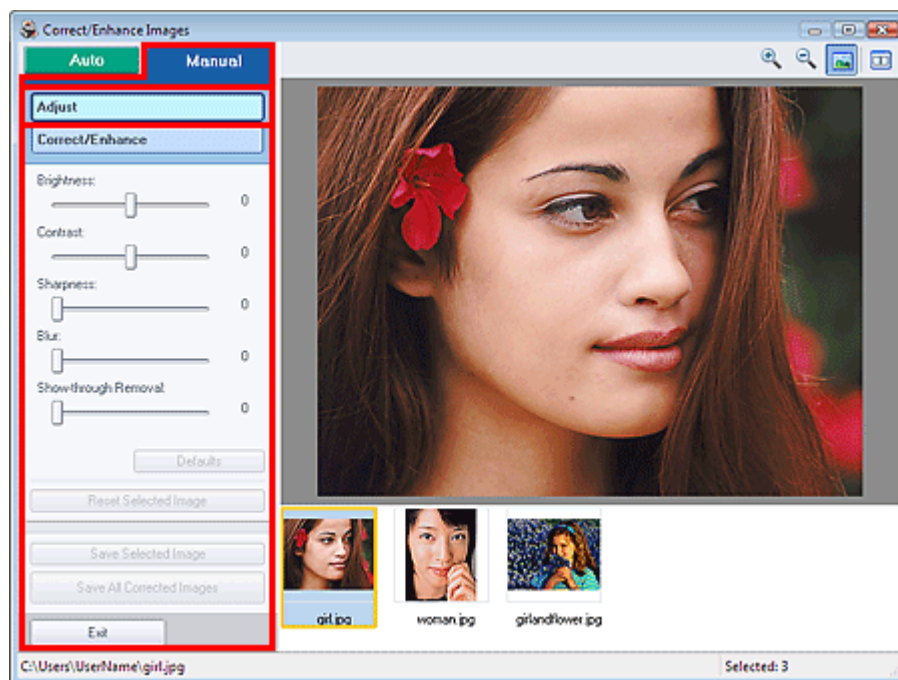 Correct/Enhance Images
Auto Manual
Adjust
Correct/Enhance
Brightness:
0
Contrast:
0
Sharpness:
0
Blur:
0
Show-through Removal:
0
Defaults
Reset Selected Image
Save Selected Image
Save All Corrected Images
Exit
girl.jpg
woman.jpg
girlandflower.jpg
C:\Users\UserName\girl.jpg
Selected: 3